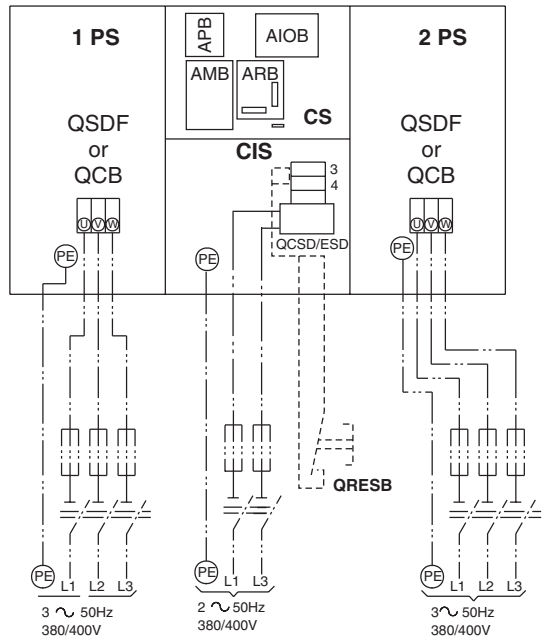 1 PS
APB
AIOB
2 PS
AMB
ARB
CS
QSDF
or
QCB
CIS
QSDF
or
QCB
3
4
U V W
QCSD/ESD
U V W
PE
PE
PE
QRESB
PE
L1 L2 L3
PE
L1 L3
PE
L1 L2 L3
3 ∿ 50Hz
380/400V
2 ∿ 50Hz
380/400V
3 ∿ 50Hz
380/400V